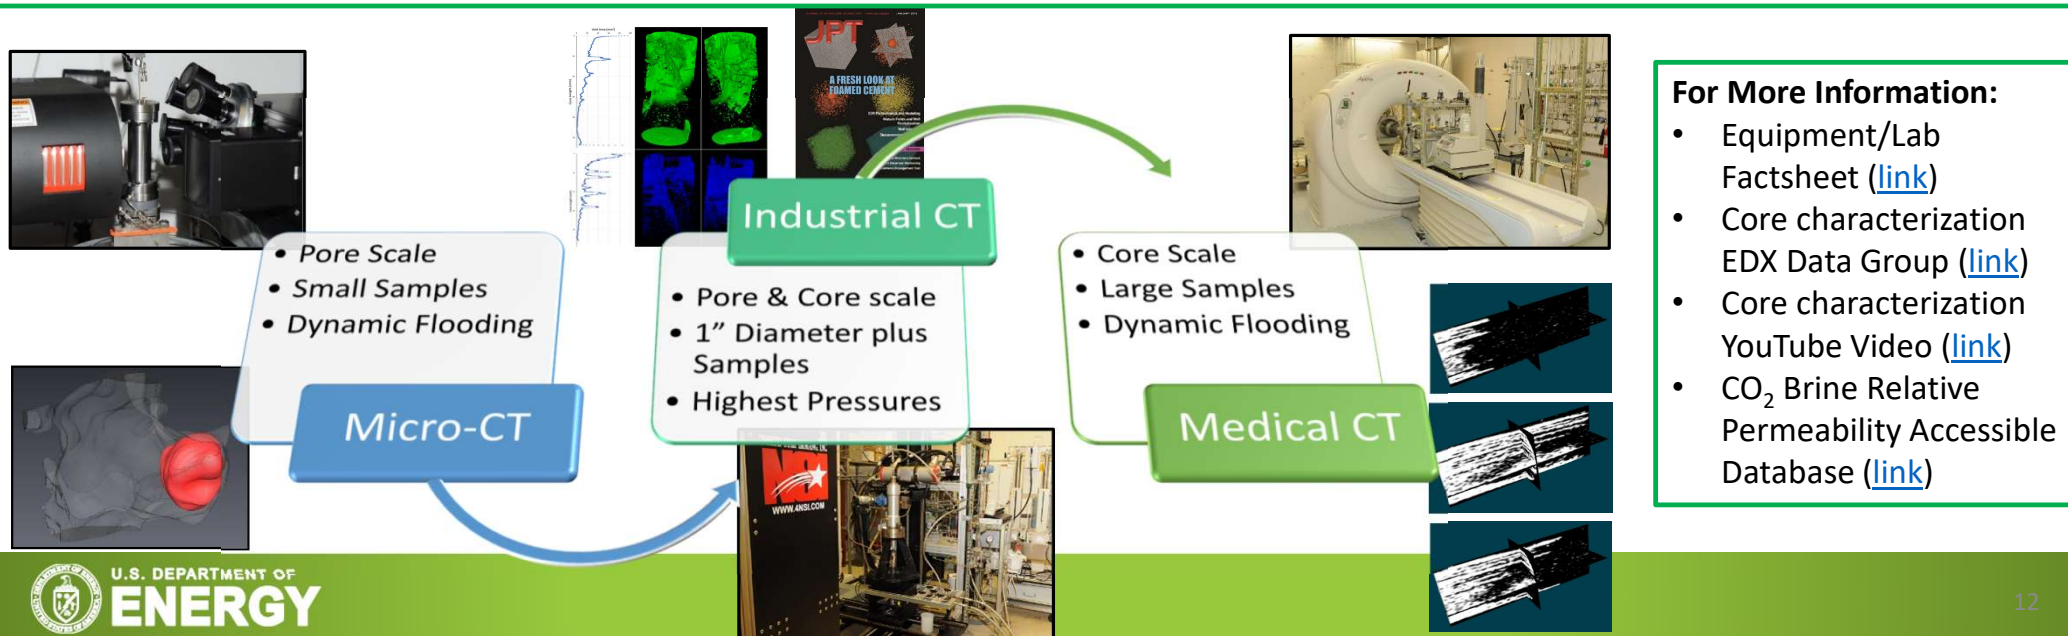 JPT
A FRESH LOOK AT
FOAMED CEMENT
Industrial CT
• Pore Scale
• Small Samples
• Dynamic Flooding
Micro-CT
• Pore & Core scale
• 1” Diameter plus
Samples
• Highest Pressures
• Core Scale
• Large Samples
• Dynamic Flooding
Medical CT
NSI
WWW.4NSI.COM
For More Information:
• Equipment/Lab
Factsheet (link)
• Core characterization
EDX Data Group (link)
• Core characterization
YouTube Video (link)
• CO₂ Brine Relative
Permeability Accessible
Database (link)
U.S. DEPARTMENT OF
ENERGY
12